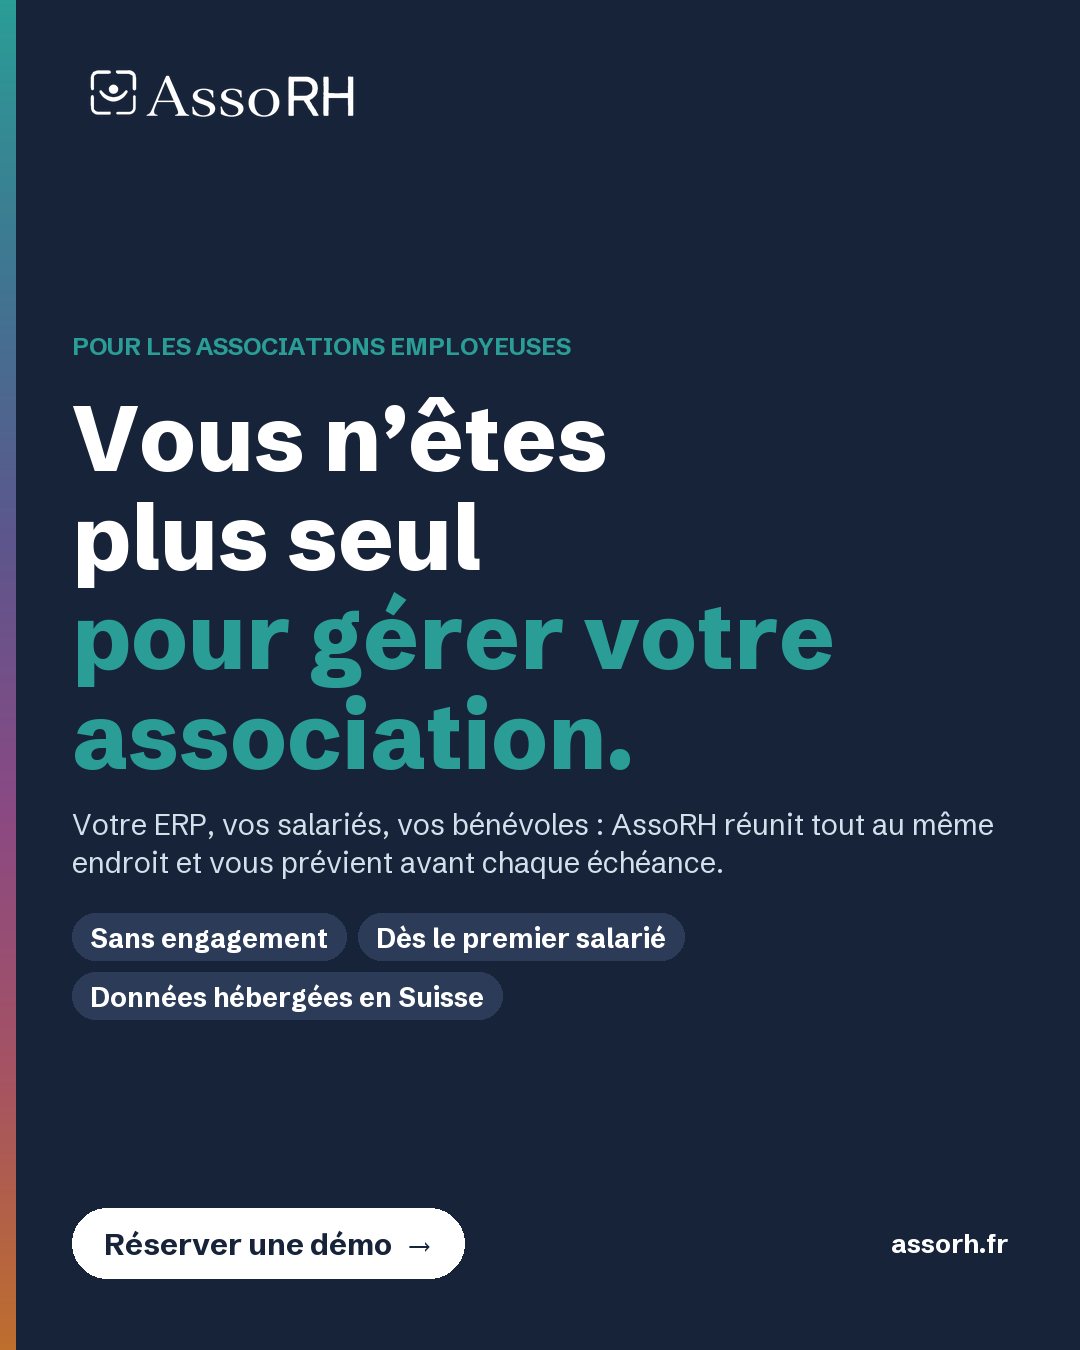 AssoRH
POUR LES ASSOCIATIONS EMPLOYEUSES
Vous n’êtes
plus seul
pour gérer votre
association.
Votre ERP, vos salariés, vos bénévoles : AssoRH réunit tout au même
endroit et vous prévient avant chaque échéance.
Sans engagement
Dès le premier salarié
Données hébergées en Suisse
Réserver une démo →
assorh.fr